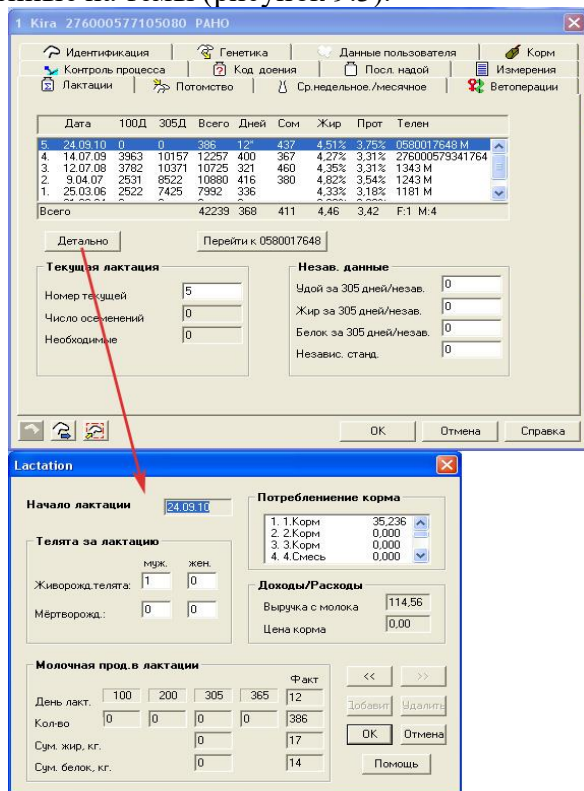 1 Kira 276000577105080 РАНО
Идентификация Генетика Данные пользователя Корм
Контроль процесса Код доения Посл. надой Измерения
Лактации Потомство Ср.недельное./месячное Ветоперации
Дата 100Д 305Д Всего Дней Сом Жир Прот Телен
5. 24.09.10 0 0 386 12" 437 4,51% 3,75% 0580017648 M
4. 14.07.09 3963 10157 12257 400 367 4,27% 3,31% 276000579341764
3. 12.07.08 3782 10371 10725 321 460 4,35% 3,31% 1343 M
2. 9.04.07 2531 8522 10880 416 380 4,82% 3,54% 1243 M
1. 25.03.06 2522 7425 7992 336 4,33% 3,18% 1181 M
Всего 42239 368 411 4,46 3,42 F:1 M:4
Детально Перейти к 0580017648
Текущая лактация Незав. данные
Номер текущей 5 Удой за 305 дней/незав. 0
Число осеменений 0 Жир за 305 дней/незав. 0
Необходимые 0 Белок за 305 дней/незав. 0
Независ. станд. 0
OK Отмена Справка
Lactation
Начало лактации 24.09.10 Потреблениение корма
1. 1.Корм 35,236
2. 2.Корм 0,000
3. 3.Корм 0,000
4. 4.Смесь 0,000
Телята за лактацию
муж. жен.
Живорожд.телята: 1 0
Мёртворожд.: 0 0
Доходы/Расходы
Выручка с молока 114,56
Цена корма 0,00
Молочная прод.в лактации
Факт
День лакт. 100 200 305 365 12
Кол-во 0 0 0 0 386
Сум. жир, кг. 0 17
Сум. белок, кг. 0 14
<< >>
Добавит Удалить
OK Отмена
Помощь